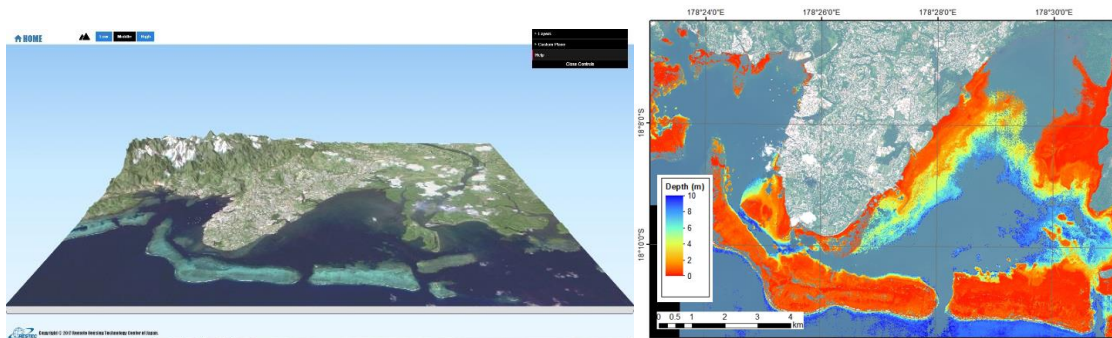 HOME
Low Middle High
Layers
Custom Plane
Help
Close Controls
Copyright © 2017 Remote Sensing Technology Center of Japan.
178°24'0"E 178°26'0"E 178°28'0"E 178°30'0"E
18°8'0"S
18°10'0"S
Depth (m)
10
8
6
4
2
0
0 0.5 1 2 3 4
km